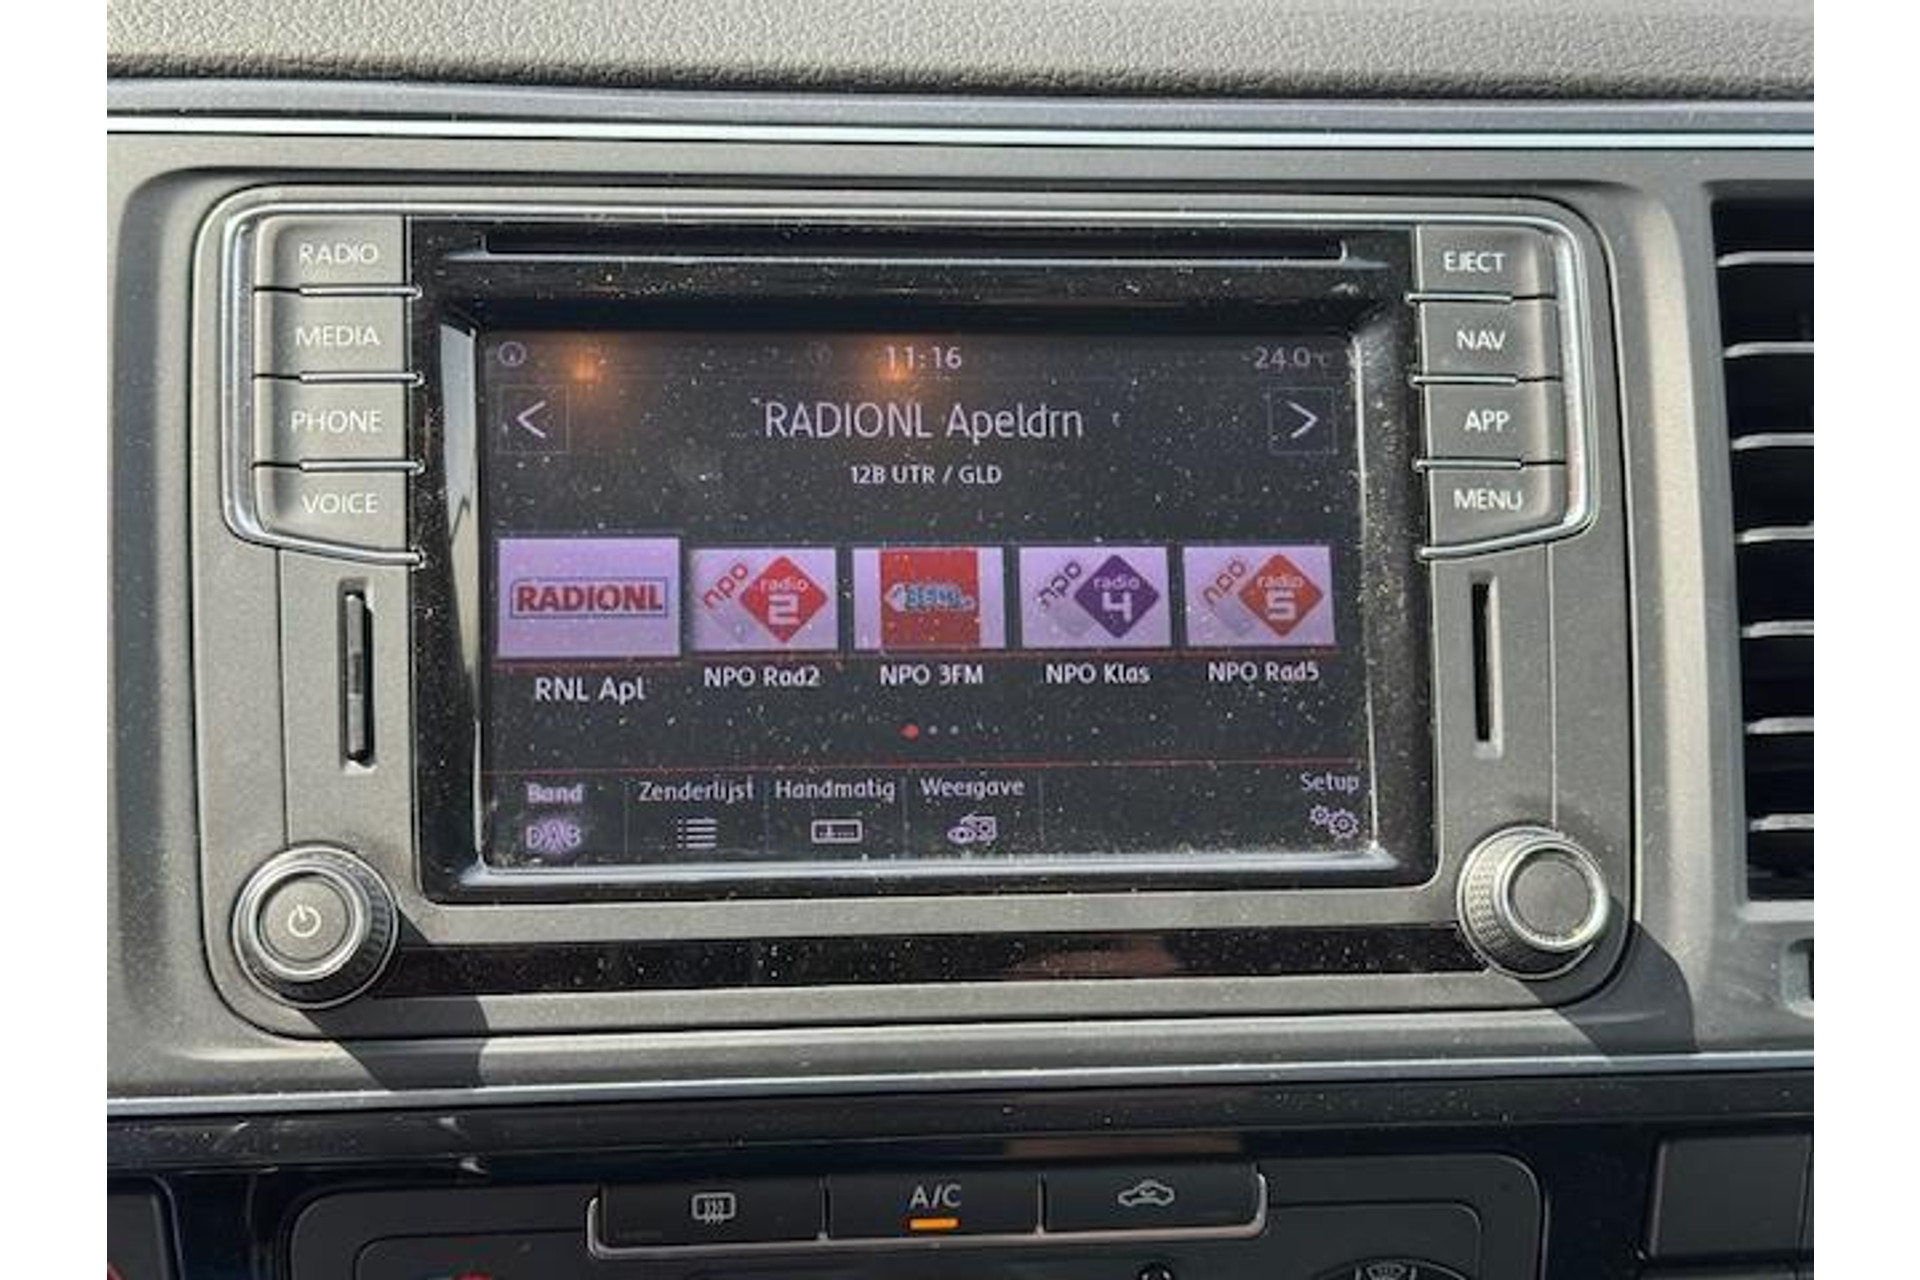 RADIO
MEDIA
PHONE
VOICE
EJECT
NAV
APP
MENU
11:16
24.0
< RADIONL Apeldrn >
12B UTR / GLD
RADIONL
npo radio 2
npo radio 4
npo radio 5
RNL Apl
NPO Rad2
NPO 3FM
NPO Klas
NPO Rad5
Band
Zenderlijst
Handmatig
Weergave
Setup
DAB
A/C